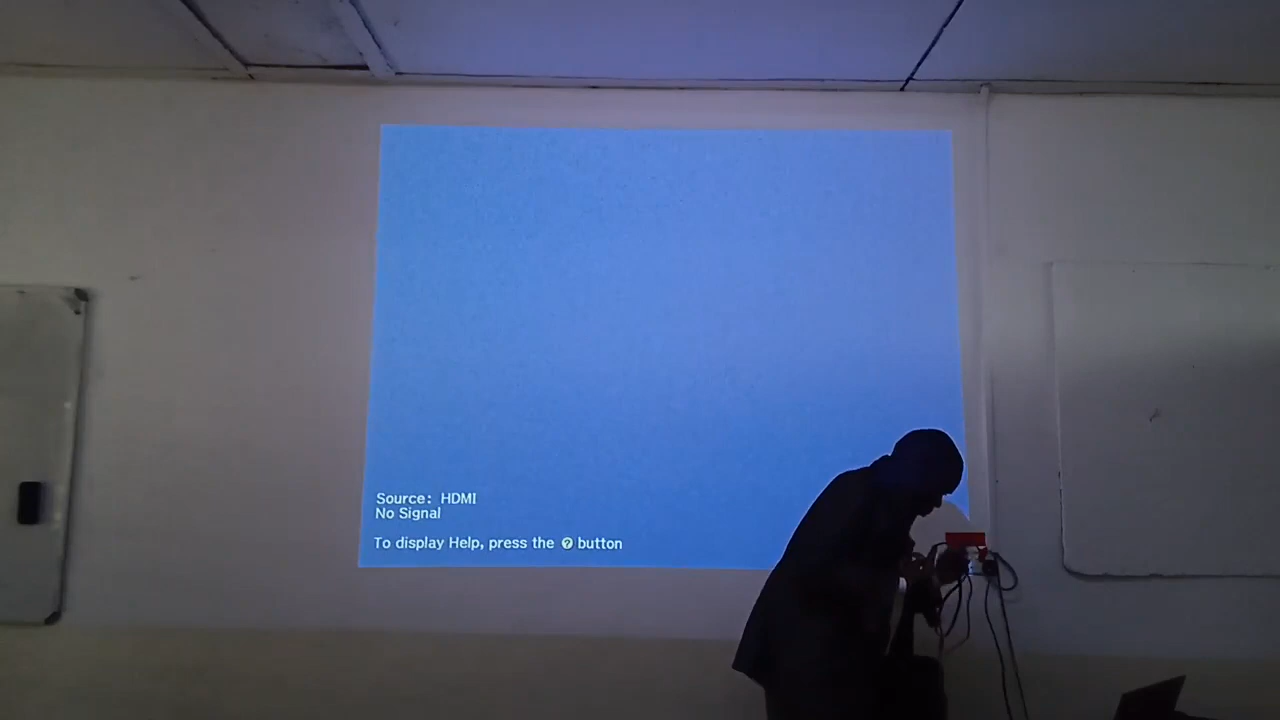 Source: HDMI
No Signal
To display Help, press the ? button